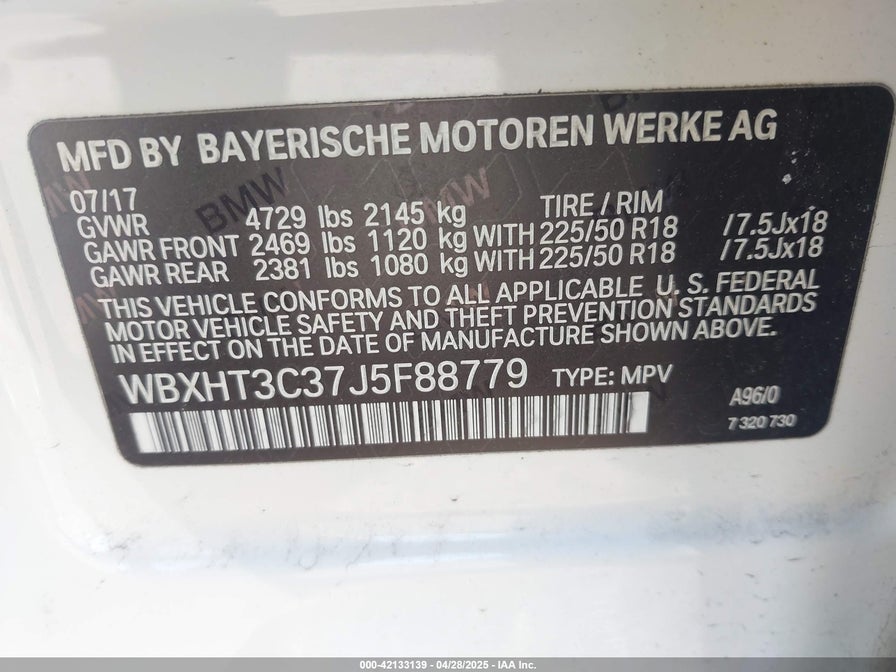 MFD BY BAYERISCHE MOTOREN WERKE AG
07/17 TIRE / RIM
GVWR 4729 lbs 2145 kg
GAWR FRONT 2469 lbs 1120 kg WITH 225/50 R18 /7.5Jx18
GAWR REAR 2381 lbs 1080 kg WITH 225/50 R18 /7.5Jx18
THIS VEHICLE CONFORMS TO ALL APPLICABLE U. S. FEDERAL
MOTOR VEHICLE SAFETY AND THEFT PREVENTION STANDARDS
IN EFFECT ON THE DATE OF MANUFACTURE SHOWN ABOVE.
WBXHT3C37J5F88779 TYPE: MPV
A96/0
7 320 730
BMW
000-42133139 - 04/28/2025 - IAA Inc.